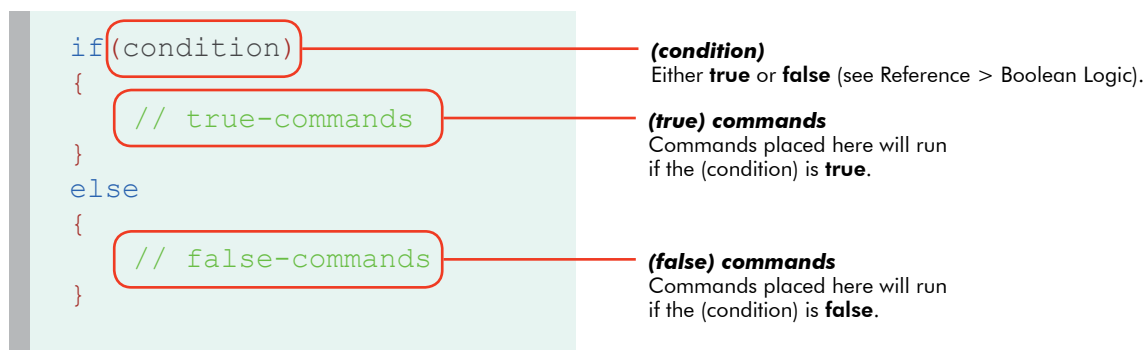 if(condition)
{
// true-commands
}
else
{
// false-commands
}
(condition)
Either true or false (see Reference > Boolean Logic).
(true) commands
Commands placed here will run
if the (condition) is true.
(false) commands
Commands placed here will run
if the (condition) is false.